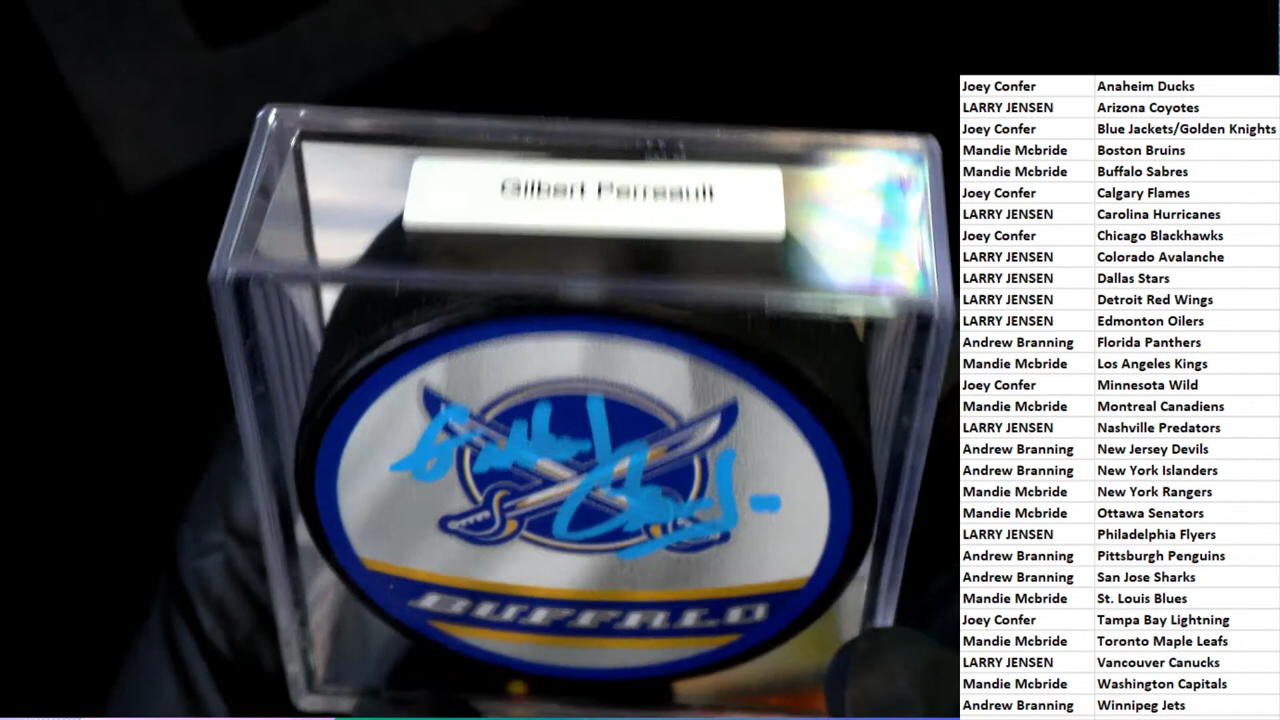 Gilbert Perreault
BUFFALO
Joey Confer Anaheim Ducks
LARRY JENSEN Arizona Coyotes
Joey Confer Blue Jackets/Golden Knights
Mandie Mcbride Boston Bruins
Mandie Mcbride Buffalo Sabres
Joey Confer Calgary Flames
LARRY JENSEN Carolina Hurricanes
Joey Confer Chicago Blackhawks
LARRY JENSEN Colorado Avalanche
LARRY JENSEN Dallas Stars
LARRY JENSEN Detroit Red Wings
LARRY JENSEN Edmonton Oilers
Andrew Branning Florida Panthers
Mandie Mcbride Los Angeles Kings
Joey Confer Minnesota Wild
Mandie Mcbride Montreal Canadiens
LARRY JENSEN Nashville Predators
Andrew Branning New Jersey Devils
Andrew Branning New York Islanders
Mandie Mcbride New York Rangers
Mandie Mcbride Ottawa Senators
LARRY JENSEN Philadelphia Flyers
Andrew Branning Pittsburgh Penguins
Andrew Branning San Jose Sharks
Mandie Mcbride St. Louis Blues
Joey Confer Tampa Bay Lightning
Mandie Mcbride Toronto Maple Leafs
LARRY JENSEN Vancouver Canucks
Mandie Mcbride Washington Capitals
Andrew Branning Winnipeg Jets